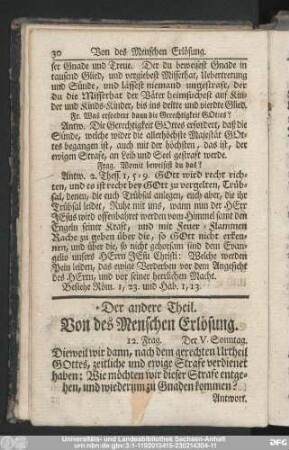 30 Von des Menschen Erlösung.
ser Gnade und Treue. Der du beweisest Gnade in
tausend Glied, und vergiebest Missethat, Uebertretung
und Sünde, und lässest niemand ungestraft, der
du die Missethat der Väter heimsuchest auf Kin-
der und Kinds-Kinder, bis ins dritte und vierdte Glied.
Fr. Was erfordert dann die Gerechtigkeit GOttes?
Antw. Die Gerechtigkeit GOttes erfordert, daß die
Sünde, welche wider die allerhöchste Majestät GOt-
tes begangen ist, auch mit der höchsten, das ist, der
ewigen Strafe, an Leib und Seel gestraft werde.
Frag. Womit beweisest du das?
Antw. 2. Thess. 1, 5-9. GOtt wird recht rich-
ten, und es ist recht bey GOtt zu vergelten, Trüb-
sal, denen, die euch Trübsal anlegen, euch aber, die ihr
Trübsal leidet, Ruhe mit uns, wann nun der HErr
JEsus wird offenbahret werden vom Himmel samt den
Engeln seiner Kraft, und mit Feuer-Flammen
Rache zu geben über die, so GOtt nicht erken-
nen, und über die, so nicht gehorsam sind dem Evan-
gelio unsers HErrn JEsu Christi: Welche werden
Pein leiden, das ewige Verderben vor dem Angesicht
des HErrn, und vor seiner herrlichen Macht.
Besiehe Röm. 1, 23. und Hab. 1, 13.
Der andere Theil.
Von des Menschen Erlösung.
12. Frag. Der V. Sonntag.
Dieweil wir dann, nach dem gerechten Urtheil
GOttes, zeitliche und ewige Strafe verdienet
haben: Wie möchten wir dieser Strafe entge-
hen, und wiederum zu Gnaden kommen?
Antwort.
Universitäts- und Landesbibliothek Sachsen-Anhalt
urn:nbn:de:gbv:3:1-1192015415-230214304-11